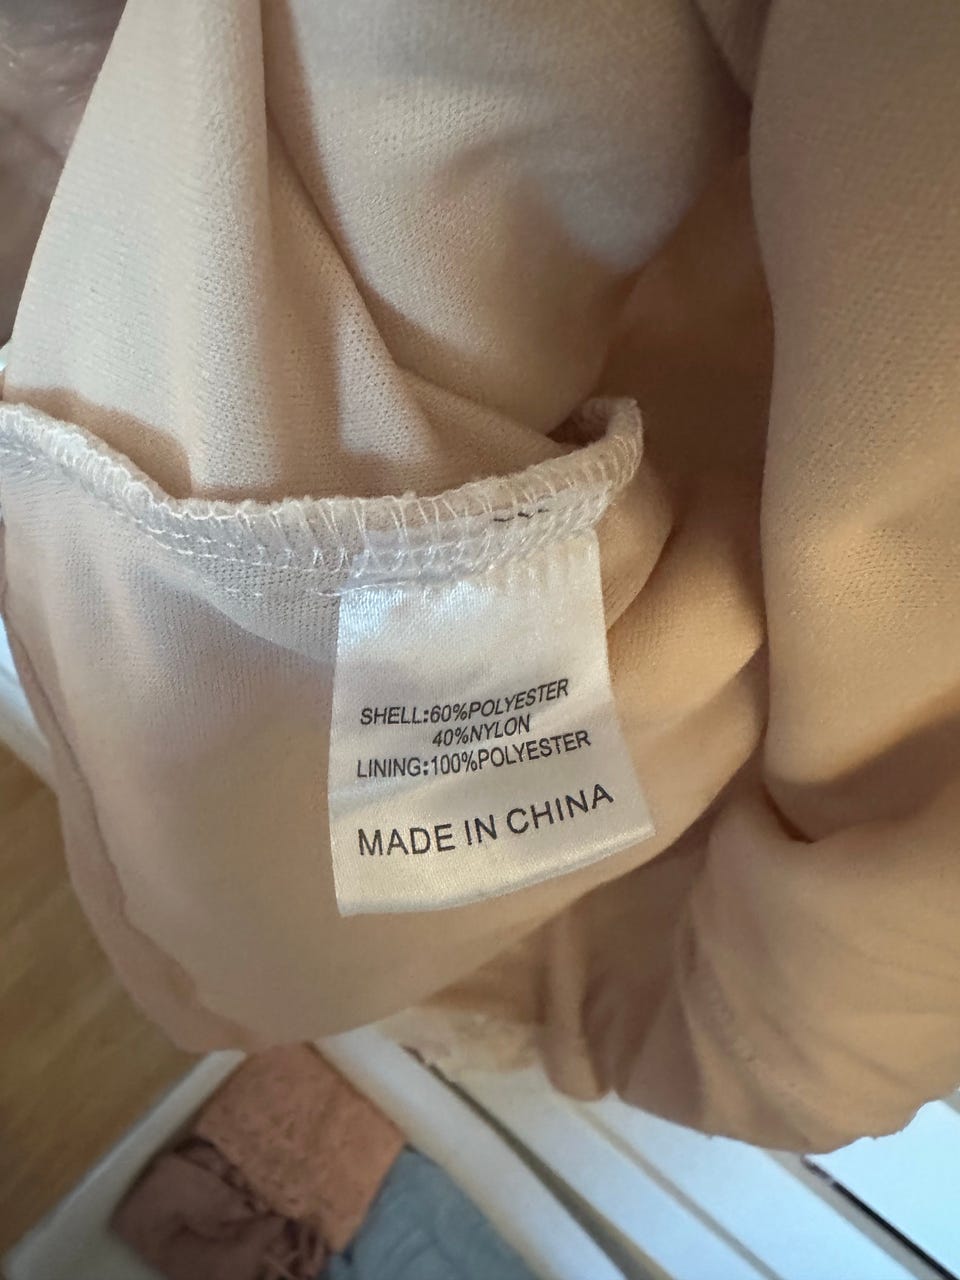 SHELL:60%POLYESTER
40%NYLON
LINING:100%POLYESTER
MADE IN CHINA